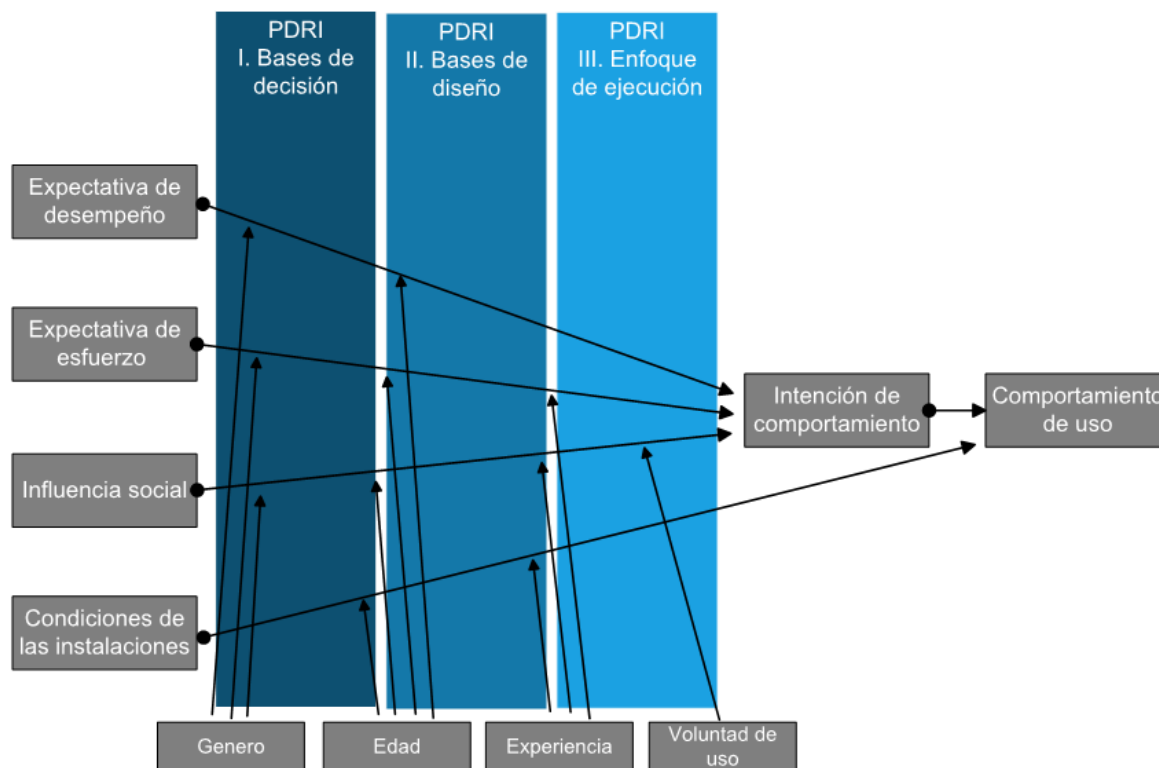 PDRI
I. Bases de
decisión
PDRI
II. Bases de
diseño
PDRI
III. Enfoque
de ejecución
Expectativa de
desempeño
Expectativa de
esfuerzo
Influencia social
Condiciones de
las instalaciones
Intención de
comportamiento
Comportamiento
de uso
Genero
Edad
Experiencia
Voluntad de
uso